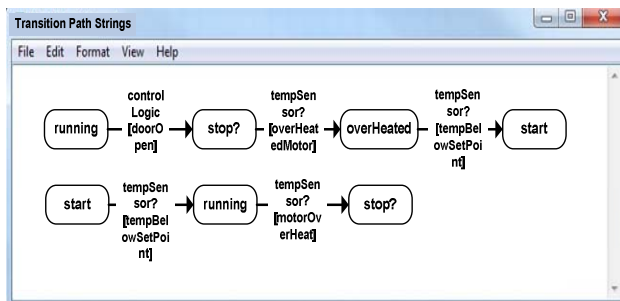 Transition Path Strings
File Edit Format View Help
running
control
Logic
[doorO
pen]
stop?
tempSen
sor?
[overHeat
edMotor]
overHeated
tempSen
sor?
[tempBel
owSetPoi
nt]
start
start
tempSen
sor?
[tempBel
owSetPoi
nt]
running
tempSen
sor?
[motorOv
erHeat]
stop?